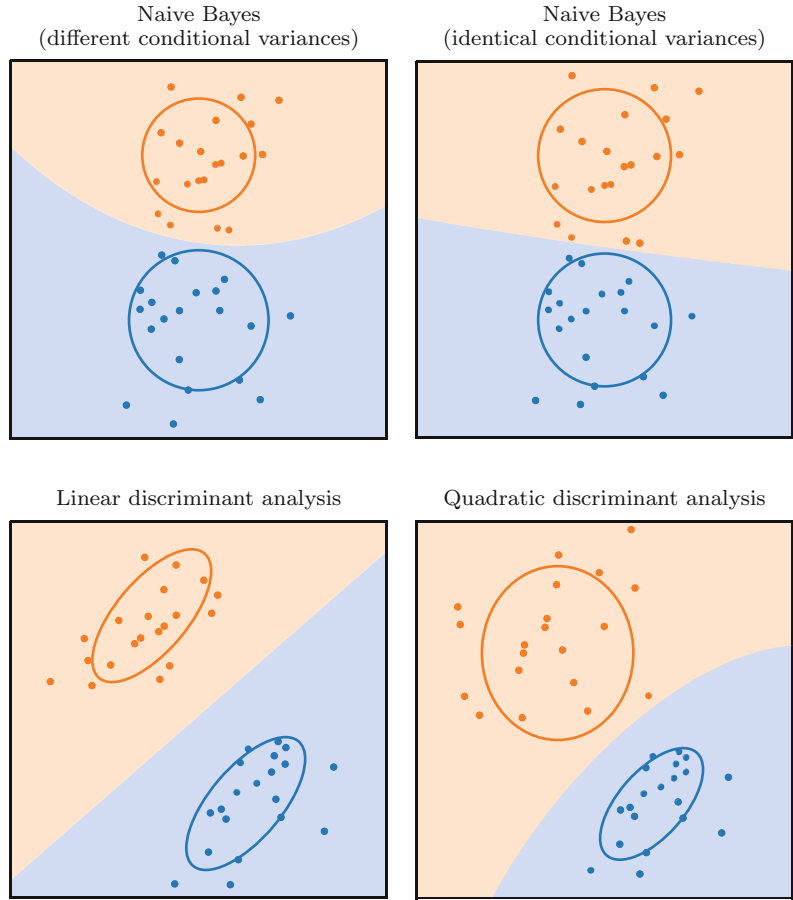 Naive Bayes
(different conditional variances)
Naive Bayes
(identical conditional variances)
Linear discriminant analysis
Quadratic discriminant analysis